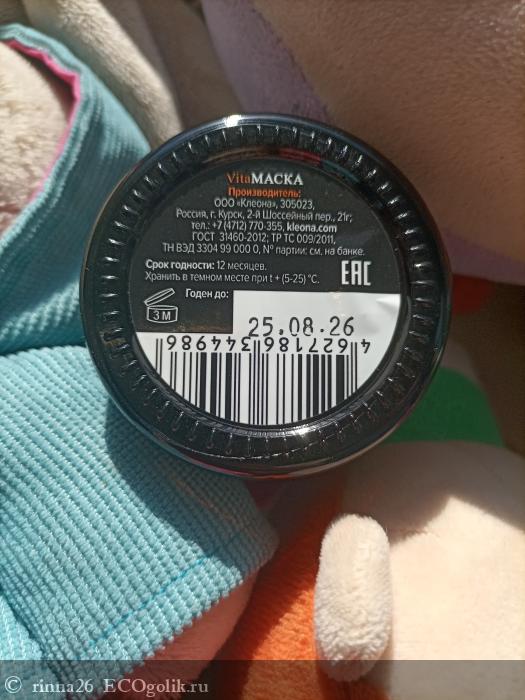 VitaМАСКА
Производитель:
ООО «Клеона», 305023,
Россия, г. Курск, 2-й Шоссейный пер., 21г;
тел.: +7 (4712) 770-355, kleona.com
ГОСТ 31460-2012; ТР ТС 009/2011,
ТН ВЭД 3304 99 000 0, № партии: см, на банке.
Срок годности: 12 месяцев.
Хранить в темном месте при t + (5-25) °C.
EAC
Годен до:
3 M
25.08.26
4 627186 344986
© rinna26 ECOgolik.ru